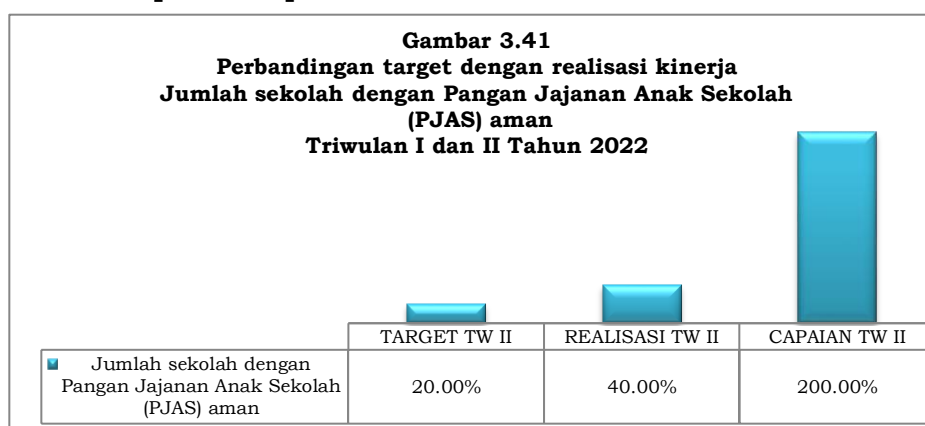 Gambar 3.41
Perbandingan target dengan realisasi kinerja
Jumlah sekolah dengan Pangan Jajanan Anak Sekolah
(PJAS) aman
Triwulan I dan II Tahun 2022
TARGET TW II REALISASI TW II CAPAIAN TW II
Jumlah sekolah dengan
Pangan Jajanan Anak Sekolah
(PJAS) aman
20.00% 40.00% 200.00%